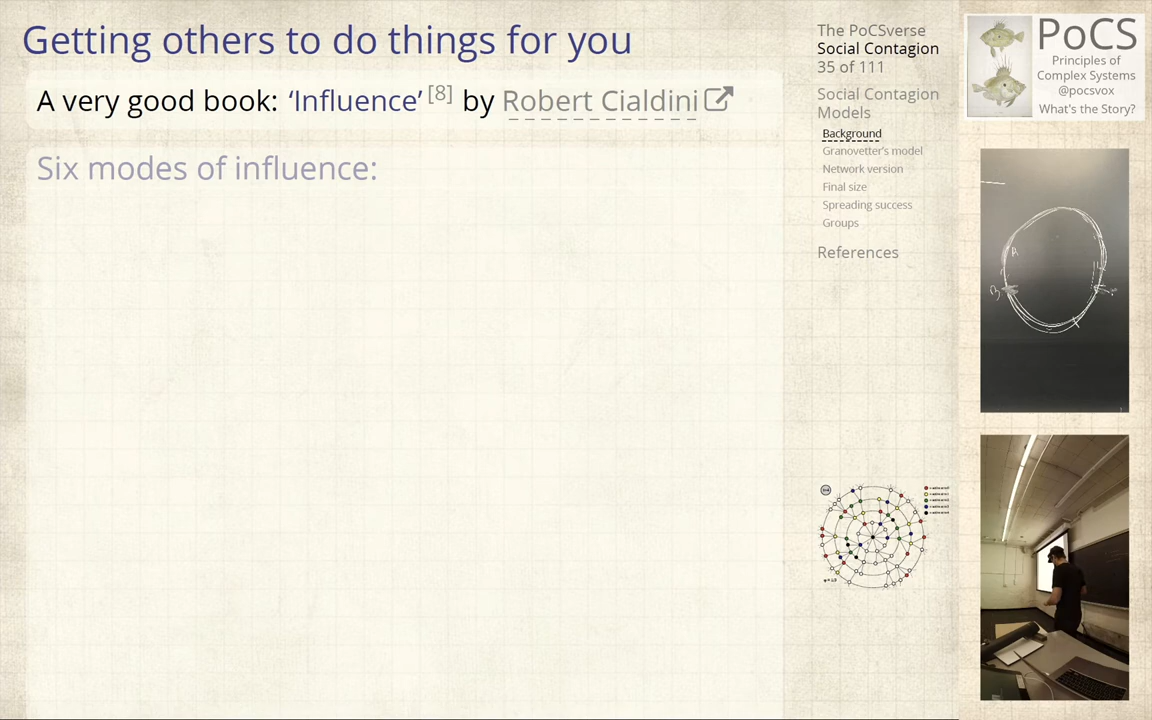 Getting others to do things for you
A very good book: ‘Influence’ [8] by Robert Cialdini
Six modes of influence:
The PoCSverse
Social Contagion
35 of 111
Social Contagion
Models
Background
Granovetter's model
Network version
Final size
Spreading success
Groups
References
PoCS
Principles of
Complex Systems
@pocsvox
What's the Story?